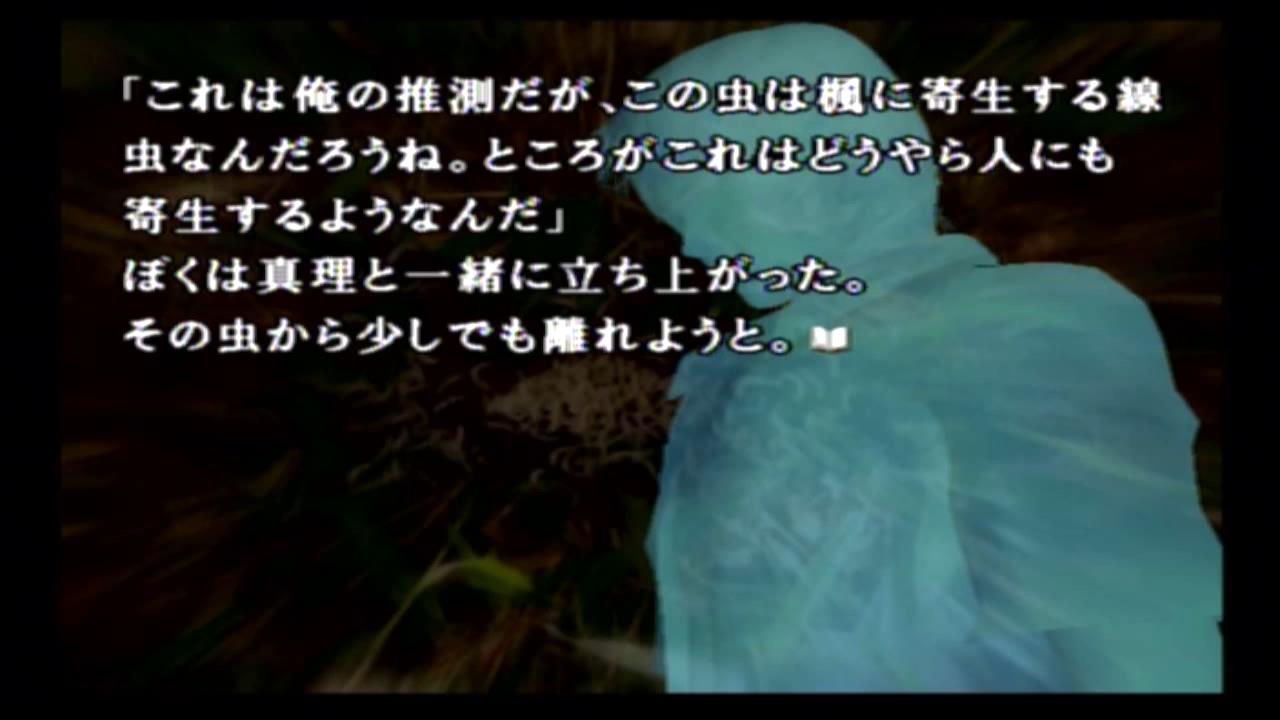 「これは俺の推測だが、この虫は楓に寄生する線
虫なんだろうね。ところがこれはどうやら人にも
寄生するようなんだ」
ぼくは真理と一緒に立ち上がった。
その虫から少しでも離れようと。